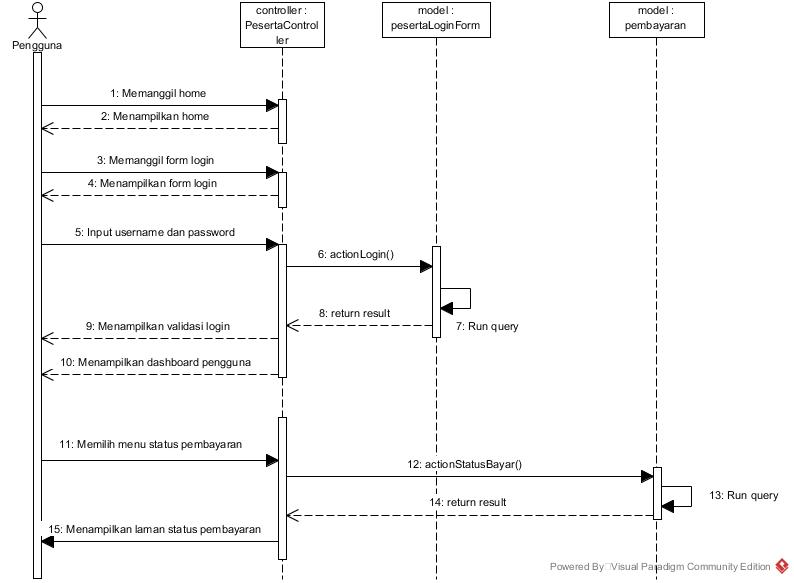 controller :
PesertaControl
ler
model :
pesertaLoginForm
model :
pembayaran
Pengguna
1: Memanggil home
2: Menampilkan home
3: Memanggil form login
4: Menampilkan form login
5: Input username dan password
6: actionLogin()
7: Run query
8: return result
9: Menampilkan validasi login
10: Menampilkan dashboard pengguna
11: Memilih menu status pembayaran
12: actionStatusBayar()
13: Run query
14: return result
15: Menampilkan laman status pembayaran
Powered By Visual Paradigm Community Edition